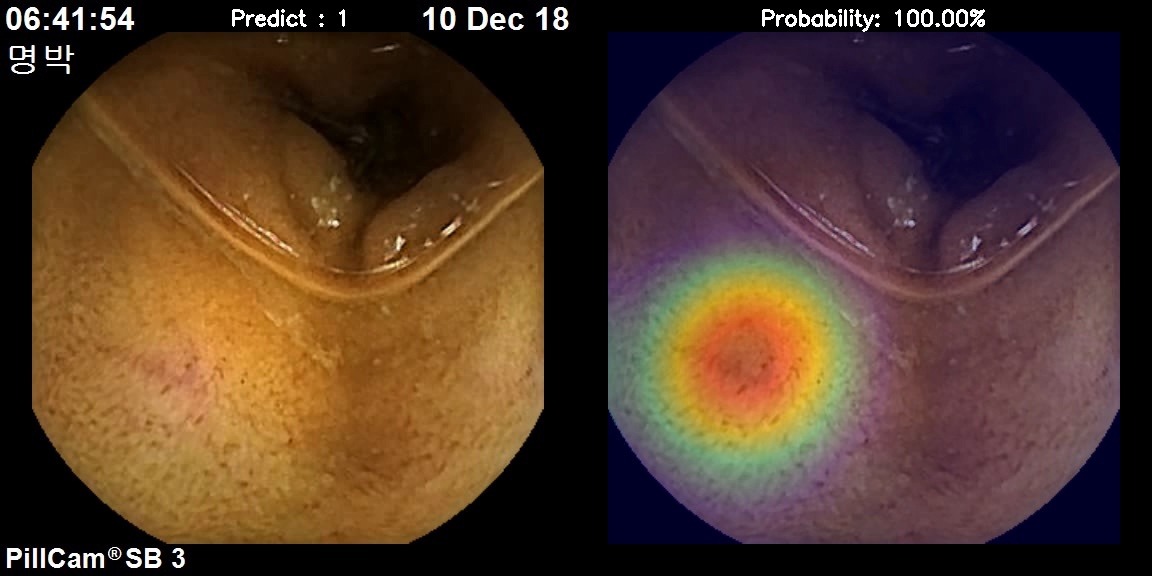 06:41:54
Predict : 1
10 Dec 18
Probability: 100.00%
명박
PillCam® SB 3